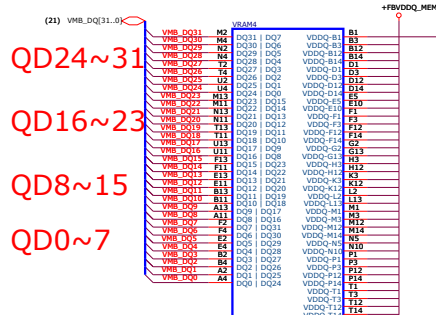 +FBVDDQ_MEM
(21) VMB_DQ[31..0]
VRAM4
VMB_DQ31 M2 DQ31 | DQ7 VDDQ-B1 B1
VMB_DQ30 M4 DQ30 | DQ6 VDDQ-B3 B3
VMB_DQ29 N2 DQ29 | DQ5 VDDQ-B12 B12
VMB_DQ28 N4 DQ28 | DQ4 VDDQ-B14 B14
VMB_DQ27 T2 DQ27 | DQ3 VDDQ-D1 D1
VMB_DQ26 T4 DQ26 | DQ2 VDDQ-D3 D3
VMB_DQ25 U2 DQ25 | DQ1 VDDQ-D12 D12
VMB_DQ24 U4 DQ24 | DQ0 VDDQ-D14 D14
QD24~31
VMB_DQ23 M13 DQ23 | DQ15 VDDQ-E5 E5
VMB_DQ22 M11 DQ22 | DQ14 VDDQ-E10 E10
VMB_DQ21 N13 DQ21 | DQ13 VDDQ-F1 F1
VMB_DQ20 N11 DQ20 | DQ12 VDDQ-F3 F3
VMB_DQ19 T13 DQ19 | DQ11 VDDQ-F12 F12
VMB_DQ18 T11 DQ18 | DQ10 VDDQ-F14 F14
VMB_DQ17 U13 DQ17 | DQ9 VDDQ-G2 G2
VMB_DQ16 U11 DQ16 | DQ8 VDDQ-G13 G13
QD16~23
VMB_DQ15 F13 DQ15 | DQ23 VDDQ-H3 H3
VMB_DQ14 F11 DQ14 | DQ22 VDDQ-H12 H12
VMB_DQ13 E13 DQ13 | DQ21 VDDQ-K3 K3
VMB_DQ12 E11 DQ12 | DQ20 VDDQ-K12 K12
VMB_DQ11 B13 DQ11 | DQ19 VDDQ-L2 L2
VMB_DQ10 B11 DQ10 | DQ18 VDDQ-L13 L13
VMB_DQ9 A13 DQ9 | DQ17 VDDQ-M1 M1
VMB_DQ8 A11 DQ8 | DQ16 VDDQ-M3 M3
QD8~15
VMB_DQ7 F2 DQ7 | DQ31 VDDQ-M12 M12
VMB_DQ6 F4 DQ6 | DQ30 VDDQ-M14 M14
VMB_DQ5 E2 DQ5 | DQ29 VDDQ-N5 N5
VMB_DQ4 E4 DQ4 | DQ28 VDDQ-N10 N10
VMB_DQ3 B2 DQ3 | DQ27 VDDQ-P1 P1
VMB_DQ2 B4 DQ2 | DQ26 VDDQ-P3 P3
VMB_DQ1 A2 DQ1 | DQ25 VDDQ-P12 P12
VMB_DQ0 A4 DQ0 | DQ24 VDDQ-P14 P14
QD0~7
VDDQ-T1 T1
VDDQ-T3 T3
VDDQ-T12 T12
VDDQ-T14 T14